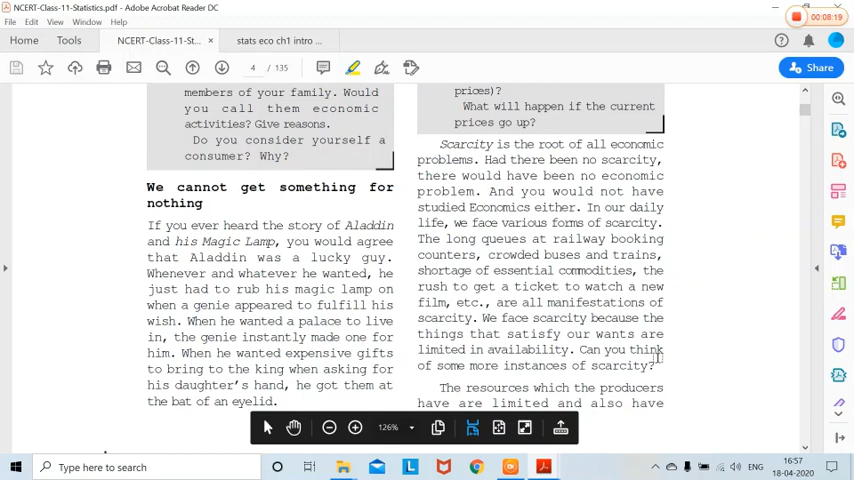 NCERT-Class-11-Statistics.pdf - Adobe Acrobat Reader DC
00:08:19
File Edit View Window Help
Home Tools NCERT-Class-11-Statistics.p... × stats eco ch1 intro ...
4 / 135
Share
members of your family. Would
you call them economic
activities? Give reasons.
Do you consider yourself a
consumer? Why?
We cannot get something for
nothing
If you ever heard the story of Aladdin
and his Magic Lamp, you would agree
that Aladdin was a lucky guy.
Whenever and whatever he wanted, he
just had to rub his magic lamp on
when a genie appeared to fulfill his
wish. When he wanted a palace to live
in, the genie instantly made one for
him. When he wanted expensive gifts
to bring to the king when asking for
his daughter's hand, he got them at
the bat of an eyelid.
prices)?
What will happen if the current
prices go up?
Scarcity is the root of all economic
problems. Had there been no scarcity,
there would have been no economic
problem. And you would not have
studied Economics either. In our daily
life, we face various forms of scarcity.
The long queues at railway booking
counters, crowded buses and trains,
shortage of essential commodities, the
rush to get a ticket to watch a new
film, etc., are all manifestations of
scarcity. We face scarcity because the
things that satisfy our wants are
limited in availability. Can you think
of some more instances of scarcity?
The resources which the producers
have are limited and also have
126%
Type here to search
ENG
16:57
18-04-2020